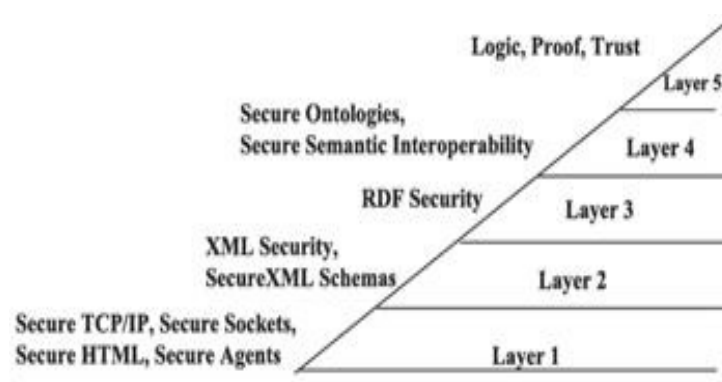 Logic, Proof, Trust
Layer 5
Secure Ontologies,
Secure Semantic Interoperability
Layer 4
RDF Security
Layer 3
XML Security,
SecureXML Schemas
Layer 2
Secure TCP/IP, Secure Sockets,
Secure HTML, Secure Agents
Layer 1